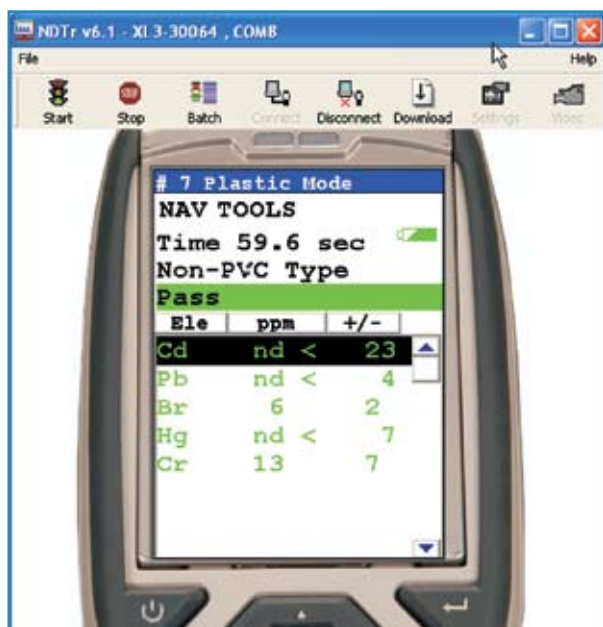 NDTr v6.1 - XL3-30064 , COM8
File Help
STOP
Start Stop Batch Connect Disconnect Download Settings Video
# 7 Plastic Mode
NAV TOOLS
Time 59.6 sec
Non-PVC Type
Pass
Ele ppm +/-
Cd nd < 23
Pb nd < 4
Br 6 2
Hg nd < 7
Cr 13 7